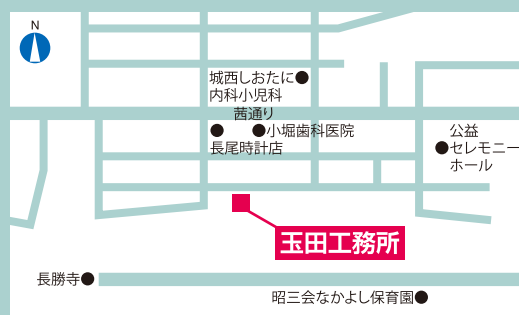 N
城西しおたに
内科小児科
茜通り
小堀歯科医院
長尾時計店
公益
セレモニー
ホール
玉田工務所
長勝寺
昭三会なかよし保育園